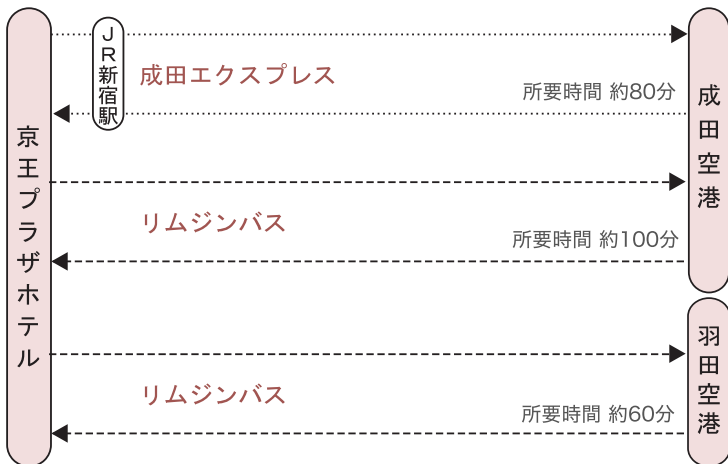 京王プラザホテル
JR新宿駅
成田エクスプレス
所要時間 約80分
成田空港
リムジンバス
所要時間 約100分
リムジンバス
所要時間 約60分
羽田空港